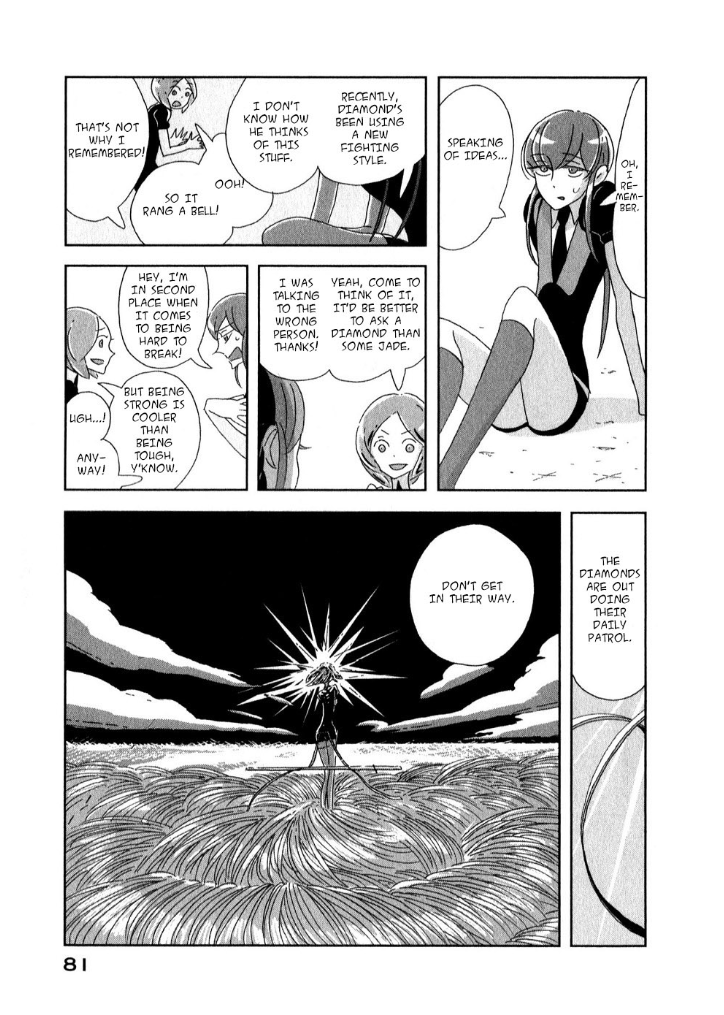 OH,
I
RE-
MEM-
BER.
SPEAKING
OF IDEAS...
RECENTLY,
DIAMOND'S
BEEN USING
A NEW
FIGHTING
STYLE.
I DON'T
KNOW HOW
HE THINKS
OF THIS
STUFF.
OOH!
SO IT
RANG A BELL!
THAT'S NOT
WHY I
REMEMBERED!
YEAH, COME TO
THINK OF IT,
IT'D BE BETTER
TO ASK A
DIAMOND THAN
SOME JADE.
I WAS
TALKING
TO THE
WRONG
PERSON.
THANKS!
HEY, I'M
IN SECOND
PLACE WHEN
IT COMES
TO BEING
HARD TO
BREAK!
BUT BEING
STRONG IS
COOLER
THAN
BEING
TOUGH,
Y'KNOW.
UGH...!
ANY-
WAY!
THE
DIAMONDS
ARE OUT
DOING
THEIR
DAILY
PATROL.
DON'T GET
IN THEIR WAY.
81